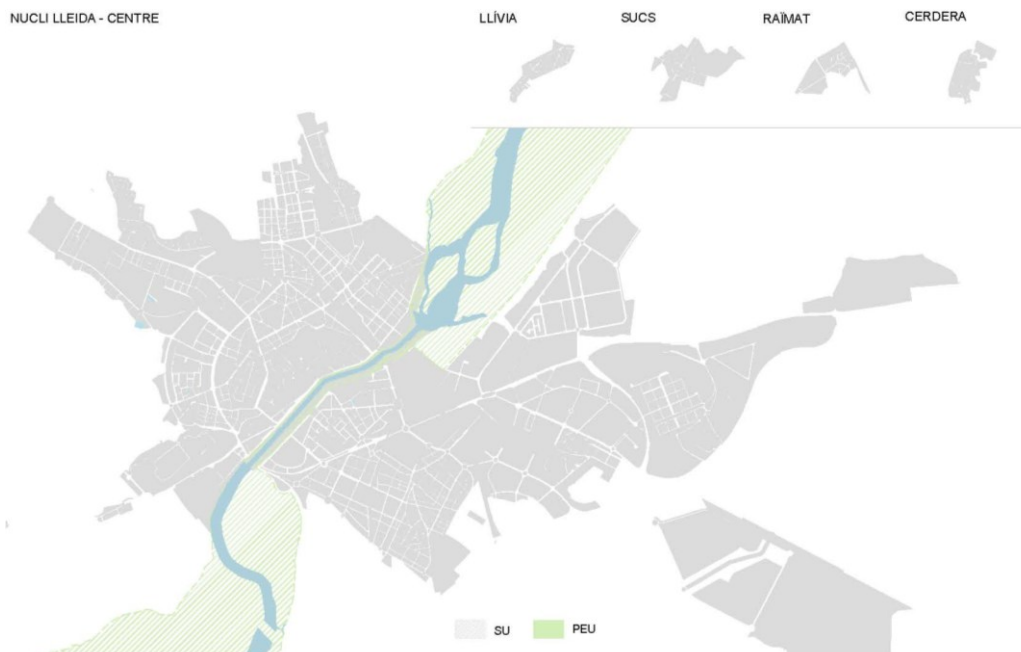 NUCLI LLEIDA - CENTRE
LLÍVIA
SUCS
RAÏMAT
CERDERA
SU
PEU